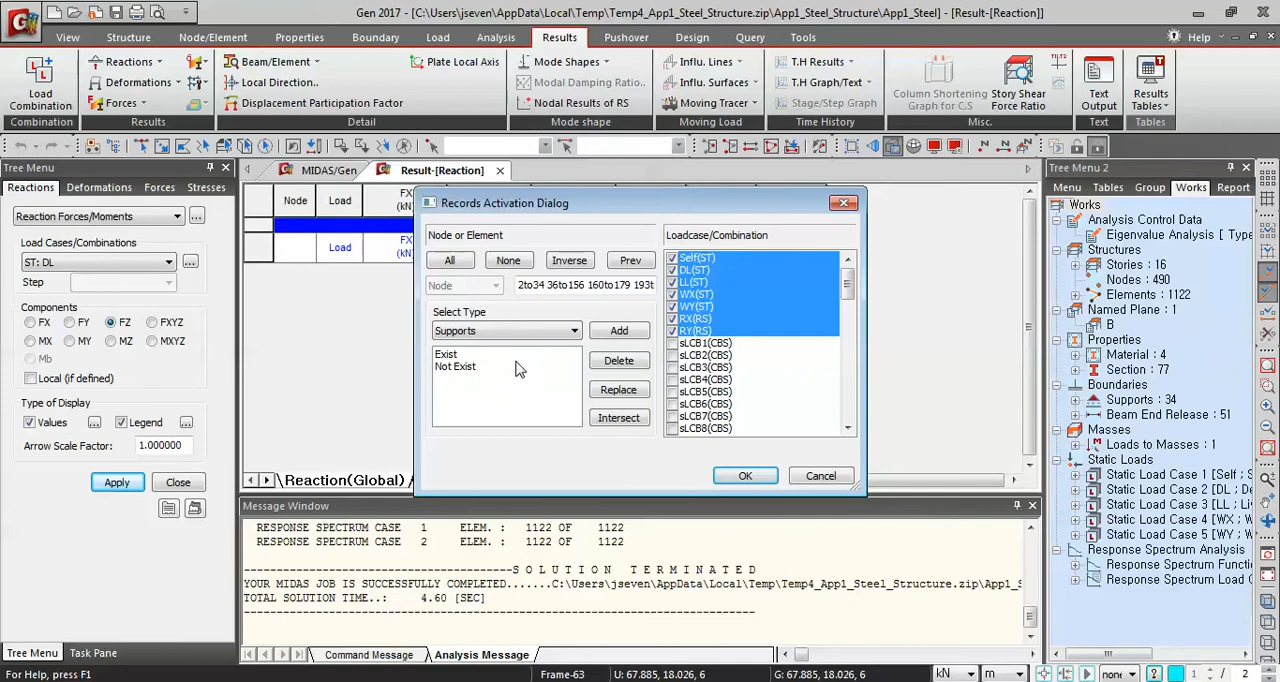 Gen 2017 - [C:\Users\jseven\AppData\Local\Temp\Temp4_App1_Steel_Structure.zip\App1_Steel_Structure\App1_Steel] - [Result-[Reaction]]
View Structure Node/Element Properties Boundary Load Analysis Results Pushover Design Query Tools Help
Load Combination
Combination
Reactions
Deformations
Forces
Results
Beam/Element
Local Direction..
Displacement Participation Factor
Plate Local Axis
Detail
Mode Shapes
Modal Damping Ratio..
Nodal Results of RS
Mode shape
Influ. Lines
Influ. Surfaces
Moving Tracer
Moving Load
T.H Results
T.H Graph/Text
Stage/Step Graph
Time History
Column Shortening Graph for C.S
Story Shear Force Ratio
Misc.
Text Output
Text
Results Tables
Tables
Tree Menu
Reactions Deformations Forces Stresses
Reaction Forces/Moments
Load Cases/Combinations
ST: DL
Step
Components
FX FY FZ FXYZ
MX MY MZ MXYZ
Mb
Local (if defined)
Type of Display
Values Legend
Arrow Scale Factor: 1.000000
Apply Close
Tree Menu Task Pane
MIDAS/Gen Result-[Reaction]
Node Load FX (kN)
Load FX (kN)
\Reaction(Global) /
Records Activation Dialog
Node or Element
All None Inverse Prev
Node 2to34 36to156 160to179 193t
Select Type
Supports
Exist
Not Exist
Add
Delete
Replace
Intersect
Loadcase/Combination
Self(ST)
DL(ST)
LL(ST)
WX(ST)
WY(ST)
RX(RS)
RY(RS)
sLCB1(CBS)
sLCB2(CBS)
sLCB3(CBS)
sLCB4(CBS)
sLCB5(CBS)
sLCB6(CBS)
sLCB7(CBS)
sLCB8(CBS)
OK Cancel
Message Window
RESPONSE SPECTRUM CASE 1 ELEM. : 1122 OF 1122
RESPONSE SPECTRUM CASE 2 ELEM. : 1122 OF 1122
---------------------------------------S O L U T I O N  T E R M I N A T E D
YOUR MIDAS JOB IS SUCCESSFULLY COMPLETED.......C:\Users\jseven\AppData\Local\Temp\Temp4_App1_Steel_Structure.zip\App1_S
TOTAL SOLUTION TIME..: 4.60 [SEC]
Command Message Analysis Message
Tree Menu 2
Menu Tables Group Works Report
Works
Analysis Control Data
Eigenvalue Analysis [ Type
Structures
Stories : 16
Nodes : 490
Elements : 1122
Named Plane : 1
B
Properties
Material : 4
Section : 77
Boundaries
Supports : 34
Beam End Release : 51
Masses
Loads to Masses : 1
Static Loads
Static Load Case 1 [Self ; S
Static Load Case 2 [DL ; De
Static Load Case 3 [LL ; Liv
Static Load Case 4 [WX ; W
Static Load Case 5 [WY ; W
Response Spectrum Analysis
Response Spectrum Functio
Response Spectrum Load C
For Help, press F1 Frame-63 U: 67.885, 18.026, 6 G: 67.885, 18.026, 6 kN m none 1 / 2